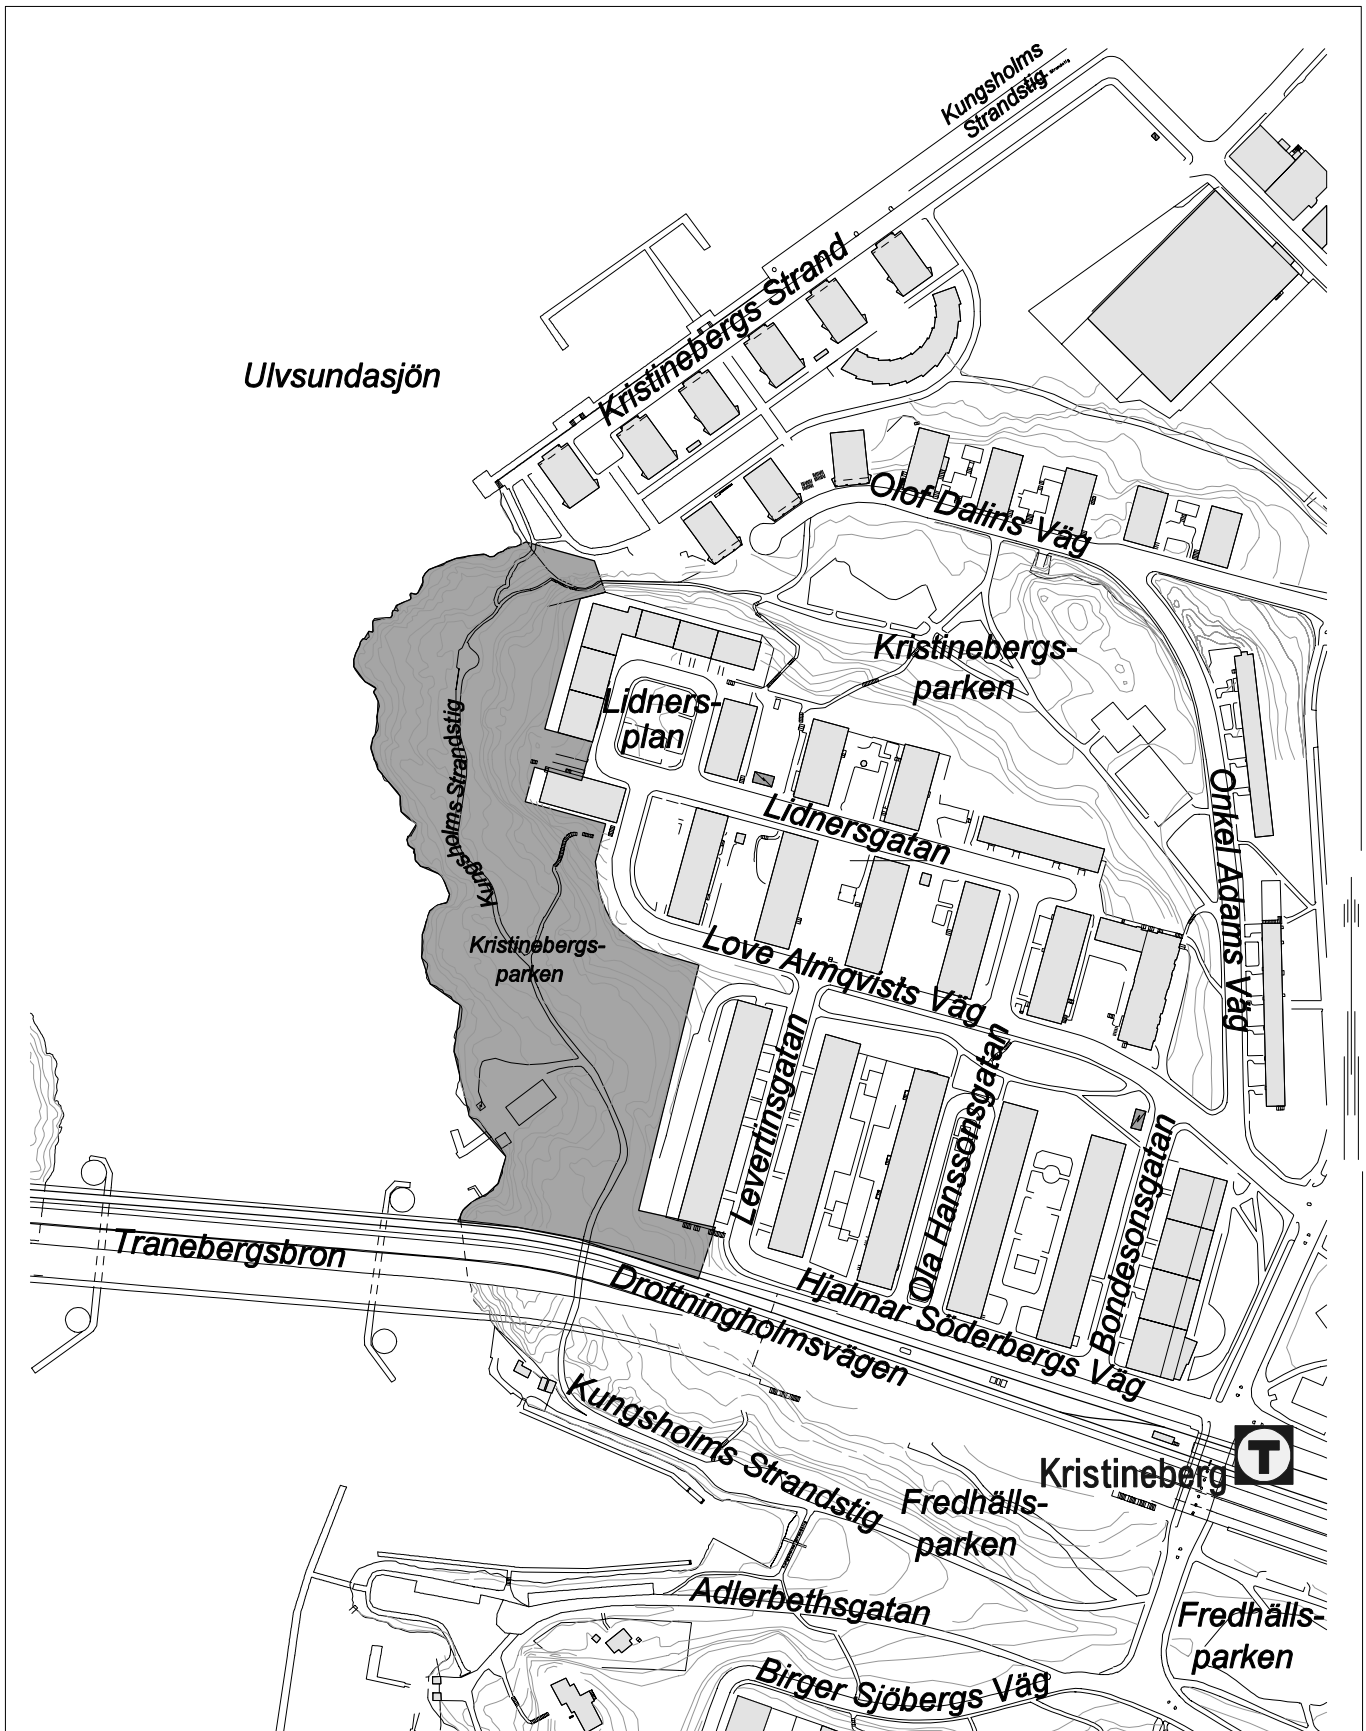 Kungsholms
Strandstig
Kristinebergs Strand
Ulvsundasjön
Olof Dalins Väg
Kristinebergs-
parken
Lidners-
plan
Kungsholms Strandstig
Lidnersgatan
Onkel Adams Väg
Kristinebergs-
parken
Love Almqvists Väg
Levertinsgatan
Ola Hanssonsgatan
Bondesonsgatan
Tranebergsbron
Drottningholmsvägen
Hjalmar Söderbergs Väg
Kungsholms Strandstig
Kristineberg T
Fredhälls-
parken
Adlerbethsgatan
Fredhälls-
parken
Birger Sjöbergs Väg